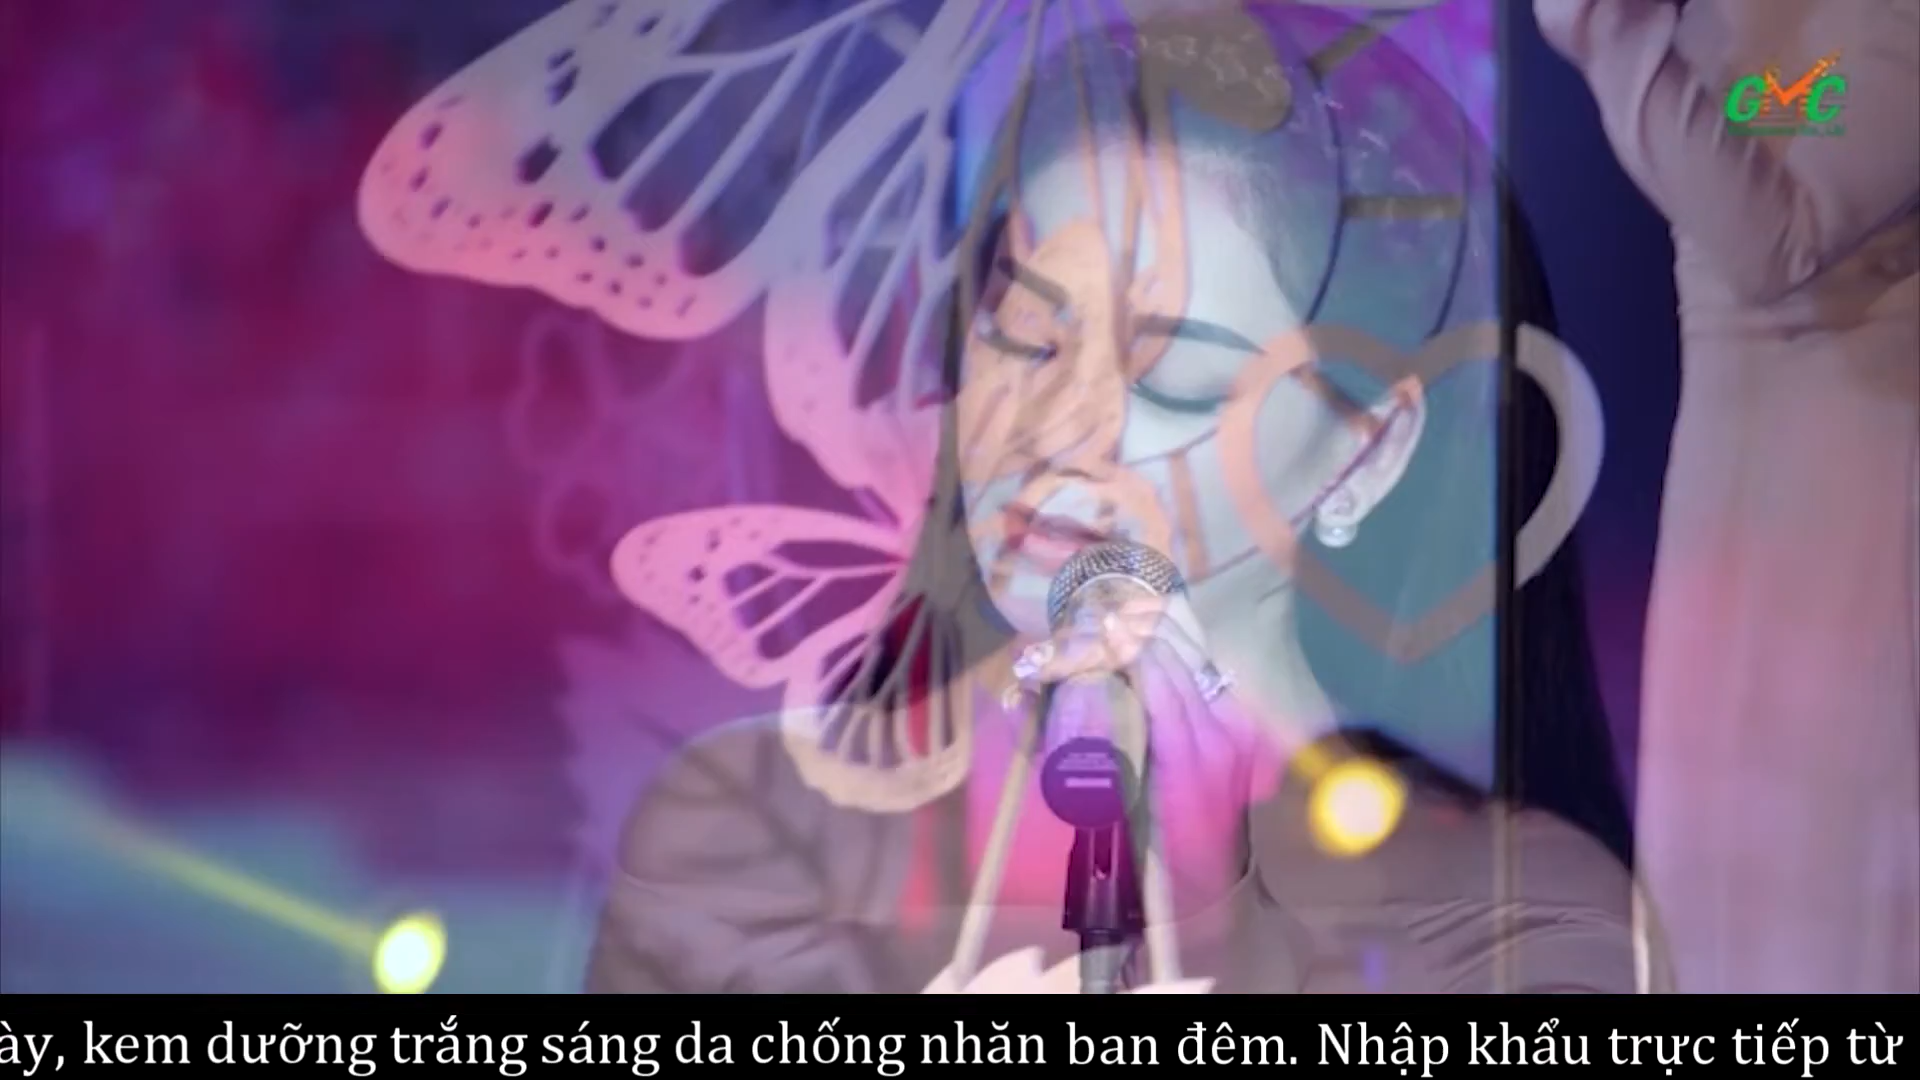 GMC
ày, kem dưỡng trắng sáng da chống nhăn ban đêm. Nhập khẩu trực tiếp từ